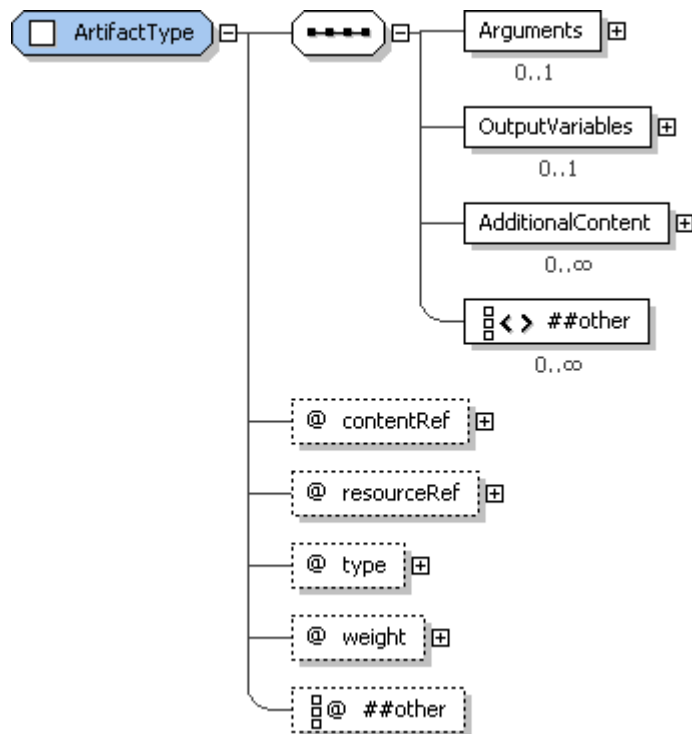 ArtifactType
Arguments
0..1
OutputVariables
0..1
AdditionalContent
0..∞
< > ##other
0..∞
@ contentRef
@ resourceRef
@ type
@ weight
@ ##other